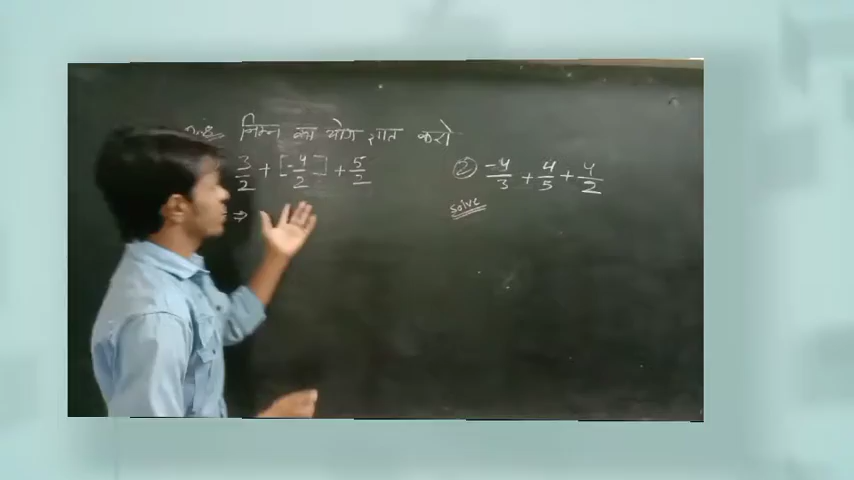 निम्न का योग ज्ञात करो
3/2 + [-4/2] + 5/2
② -4/3 + 4/5 + 4/2
⇒
Solve